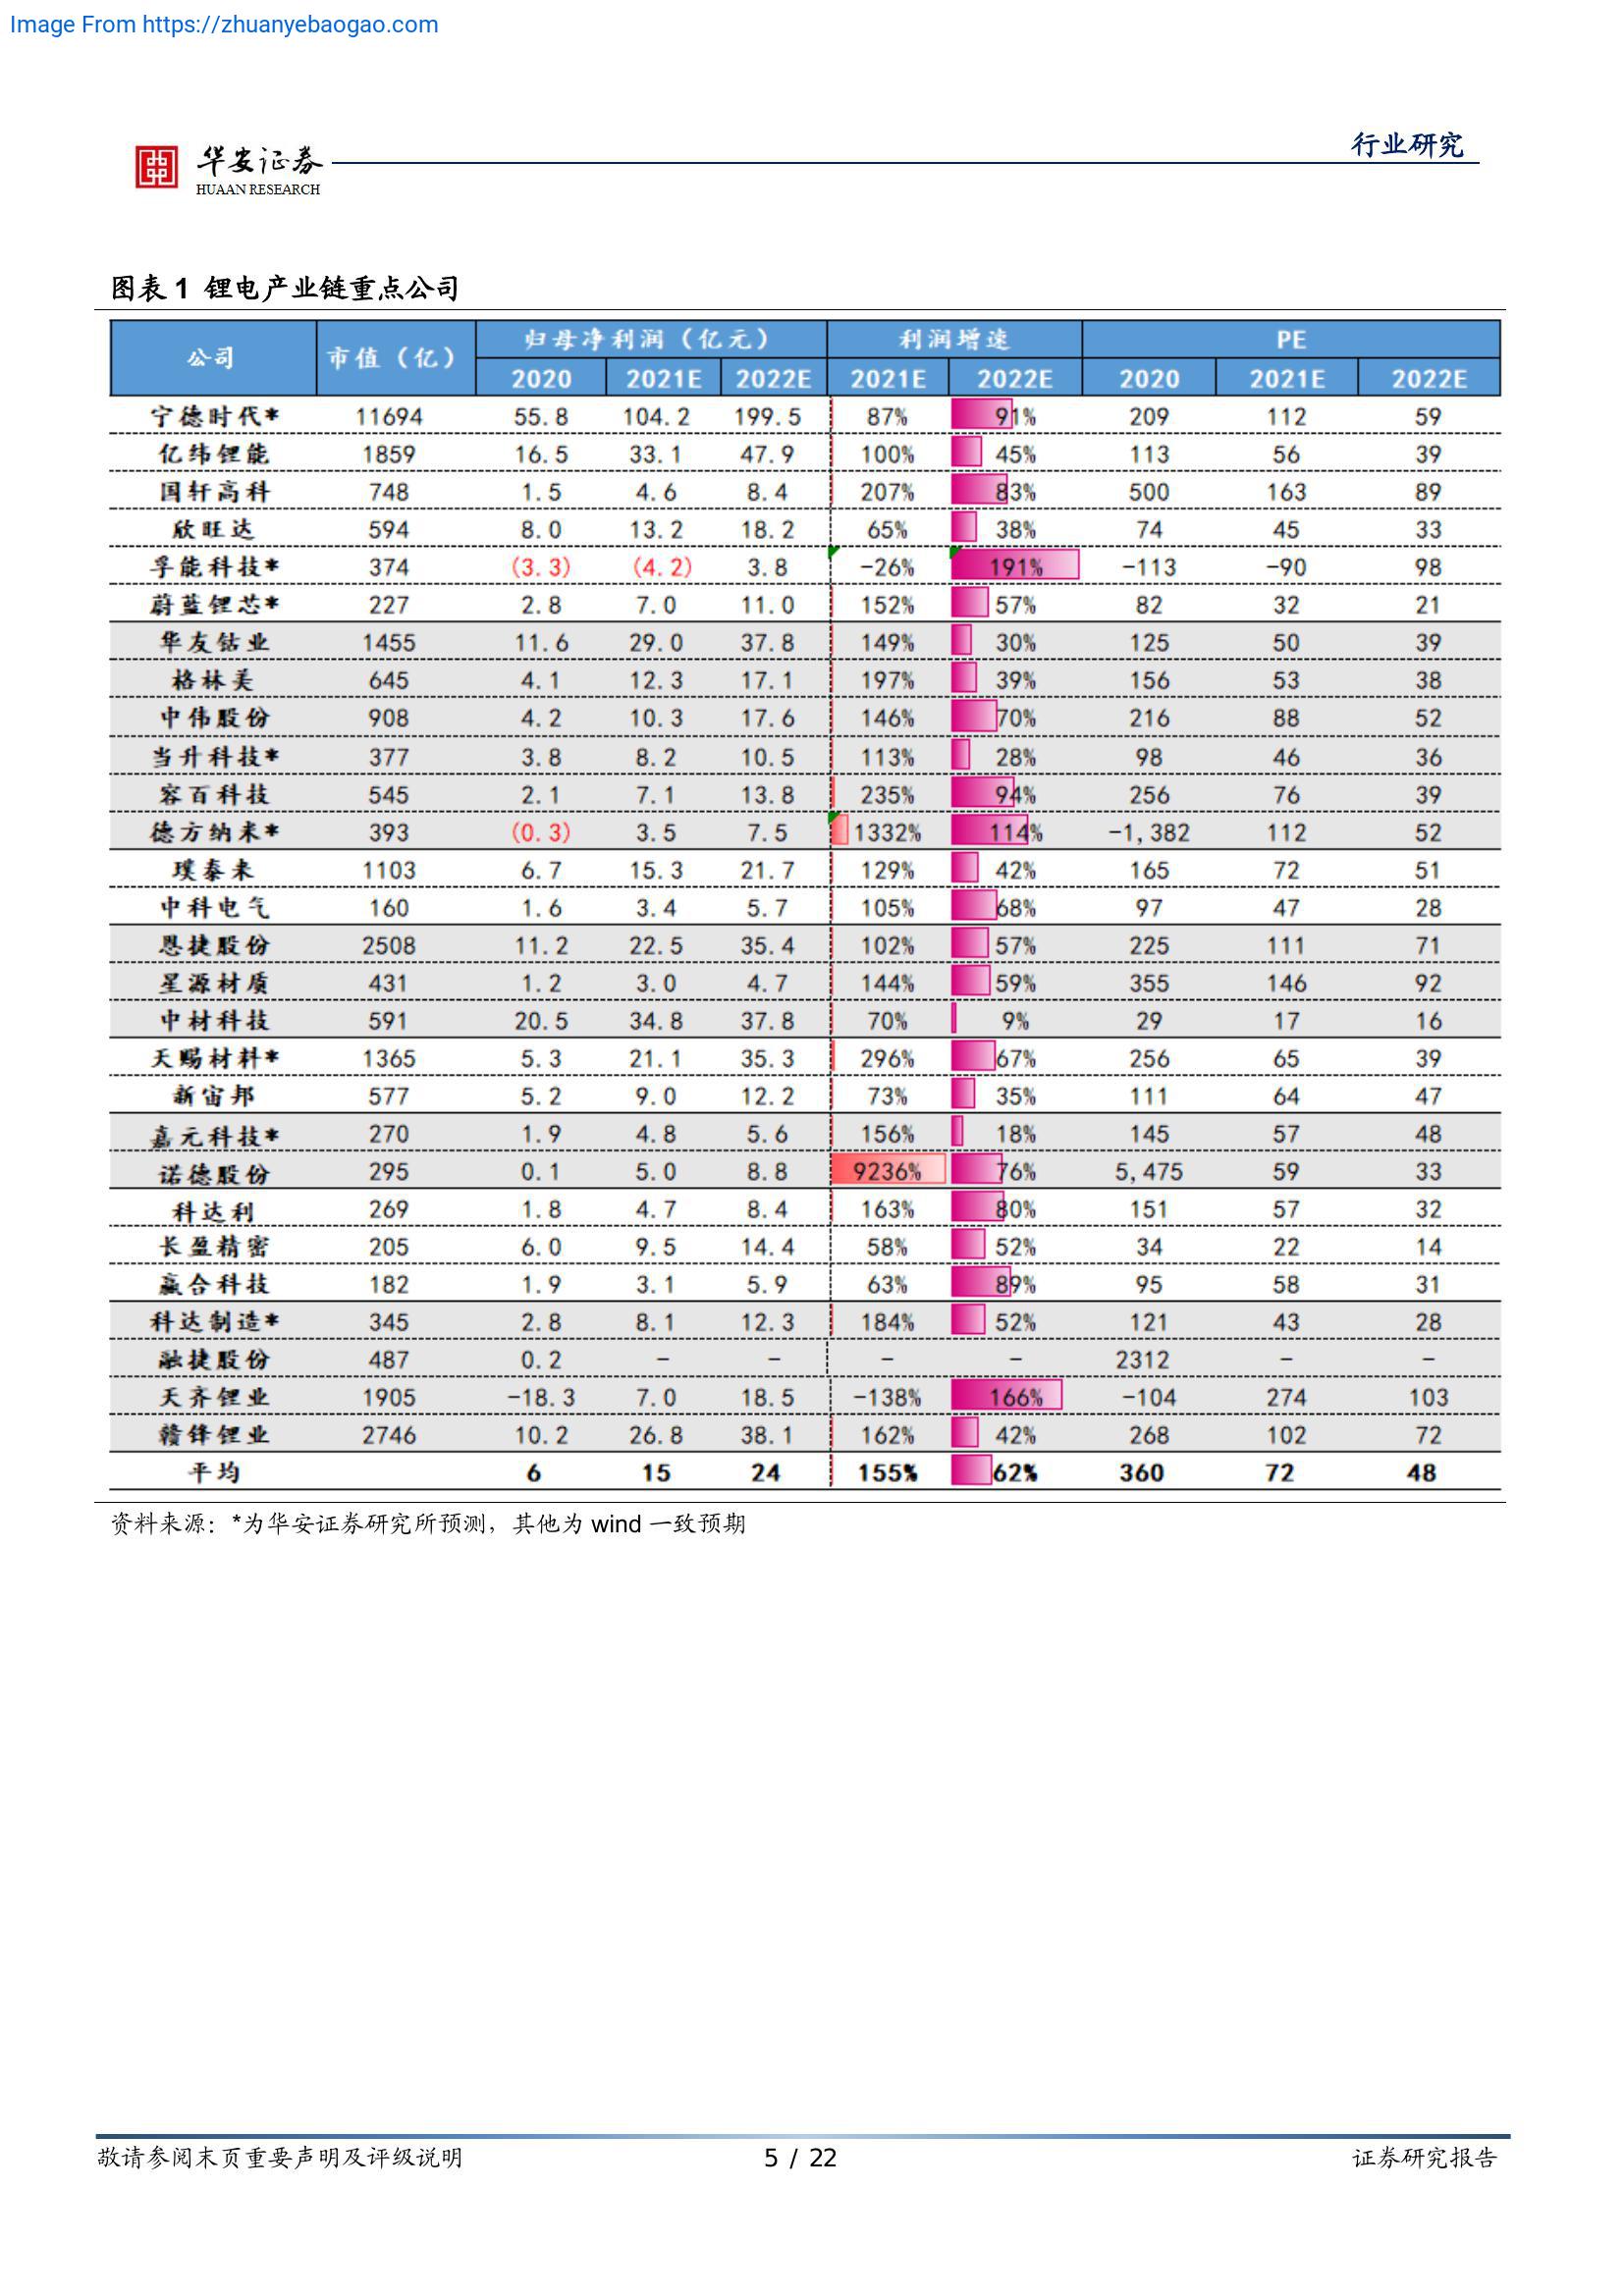 Image From https://zhuanyebaogao.com
行业研究
华安证券
HUAAN RESEARCH
图表 1 锂电产业链重点公司
公司 市值（亿） 归母净利润（亿元） 利润增速 PE
2020 2021E 2022E 2021E 2022E 2020 2021E 2022E
宁德时代* 11694 55.8 104.2 199.5 87% 91% 209 112 59
亿纬锂能 1859 16.5 33.1 47.9 100% 45% 113 56 39
国轩高科 748 1.5 4.6 8.4 207% 83% 500 163 89
欣旺达 594 8.0 13.2 18.2 65% 38% 74 45 33
孚能科技* 374 (3.3) (4.2) 3.8 -26% 191% -113 -90 98
蔚蓝锂芯* 227 2.8 7.0 11.0 152% 57% 82 32 21
华友钴业 1455 11.6 29.0 37.8 149% 30% 125 50 39
格林美 645 4.1 12.3 17.1 197% 39% 156 53 38
中伟股份 908 4.2 10.3 17.6 146% 70% 216 88 52
当升科技* 377 3.8 8.2 10.5 113% 28% 98 46 36
容百科技 545 2.1 7.1 13.8 235% 94% 256 76 39
德方纳米* 393 (0.3) 3.5 7.5 1332% 114% -1,382 112 52
璞泰来 1103 6.7 15.3 21.7 129% 42% 165 72 51
中科电气 160 1.6 3.4 5.7 105% 68% 97 47 28
恩捷股份 2508 11.2 22.5 35.4 102% 57% 225 111 71
星源材质 431 1.2 3.0 4.7 144% 59% 355 146 92
中材科技 591 20.5 34.8 37.8 70% 9% 29 17 16
天赐材料* 1365 5.3 21.1 35.3 296% 67% 256 65 39
新宙邦 577 5.2 9.0 12.2 73% 35% 111 64 47
嘉元科技* 270 1.9 4.8 5.6 156% 18% 145 57 48
诺德股份 295 0.1 5.0 8.8 9236% 76% 5,475 59 33
科达利 269 1.8 4.7 8.4 163% 80% 151 57 32
长盈精密 205 6.0 9.5 14.4 58% 52% 34 22 14
赢合科技 182 1.9 3.1 5.9 63% 89% 95 58 31
科达制造* 345 2.8 8.1 12.3 184% 52% 121 43 28
融捷股份 487 0.2 - - - - 2312 - -
天齐锂业 1905 -18.3 7.0 18.5 -138% 166% -104 274 103
赣锋锂业 2746 10.2 26.8 38.1 162% 42% 268 102 72
平均 6 15 24 155% 62% 360 72 48
资料来源：*为华安证券研究所预测，其他为 wind 一致预期
敬请参阅末页重要声明及评级说明 5 / 22 证券研究报告